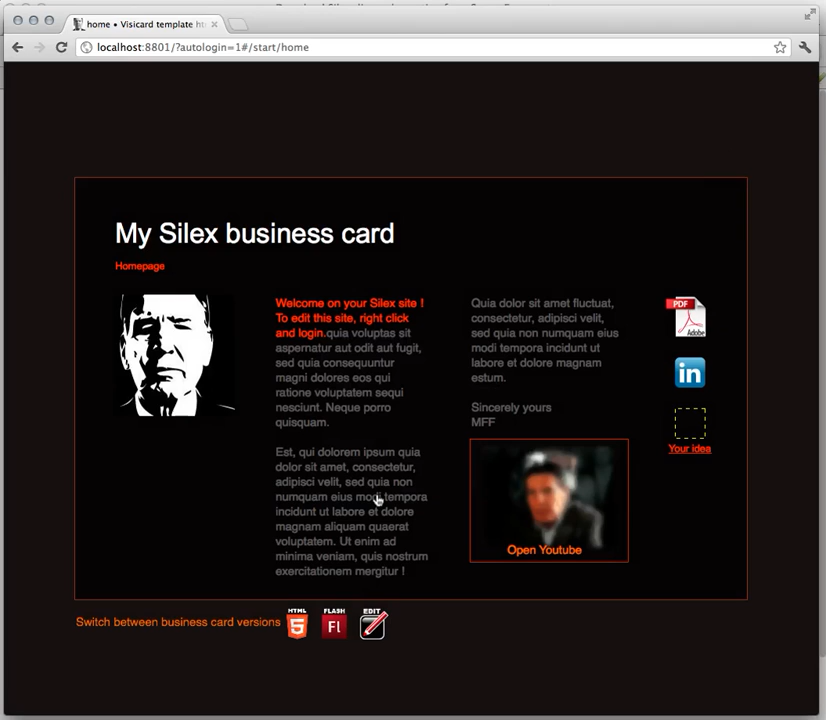 home • Visicard template ht
localhost:8801/?autologin=1#/start/home
My Silex business card
Homepage
Welcome on your Silex site !
To edit this site, right click
and login.quia voluptas sit
aspernatur aut odit aut fugit,
sed quia consequuntur
magni dolores eos qui
ratione voluptatem sequi
nesciunt. Neque porro
quisquam.
Est, qui dolorem ipsum quia
dolor sit amet, consectetur,
adipisci velit, sed quia non
numquam eius modi tempora
incidunt ut labore et dolore
magnam aliquam quaerat
voluptatem. Ut enim ad
minima veniam, quis nostrum
exercitationem mergitur !
Quia dolor sit amet fluctuat,
consectetur, adipisci velit,
sed quia non numquam eius
modi tempora incidunt ut
labore et dolore magnam
estum.
Sincerely yours
MFF
Open Youtube
PDF
Adobe
in
Your idea
Switch between business card versions
HTML
5
FLASH
Fl
EDIT